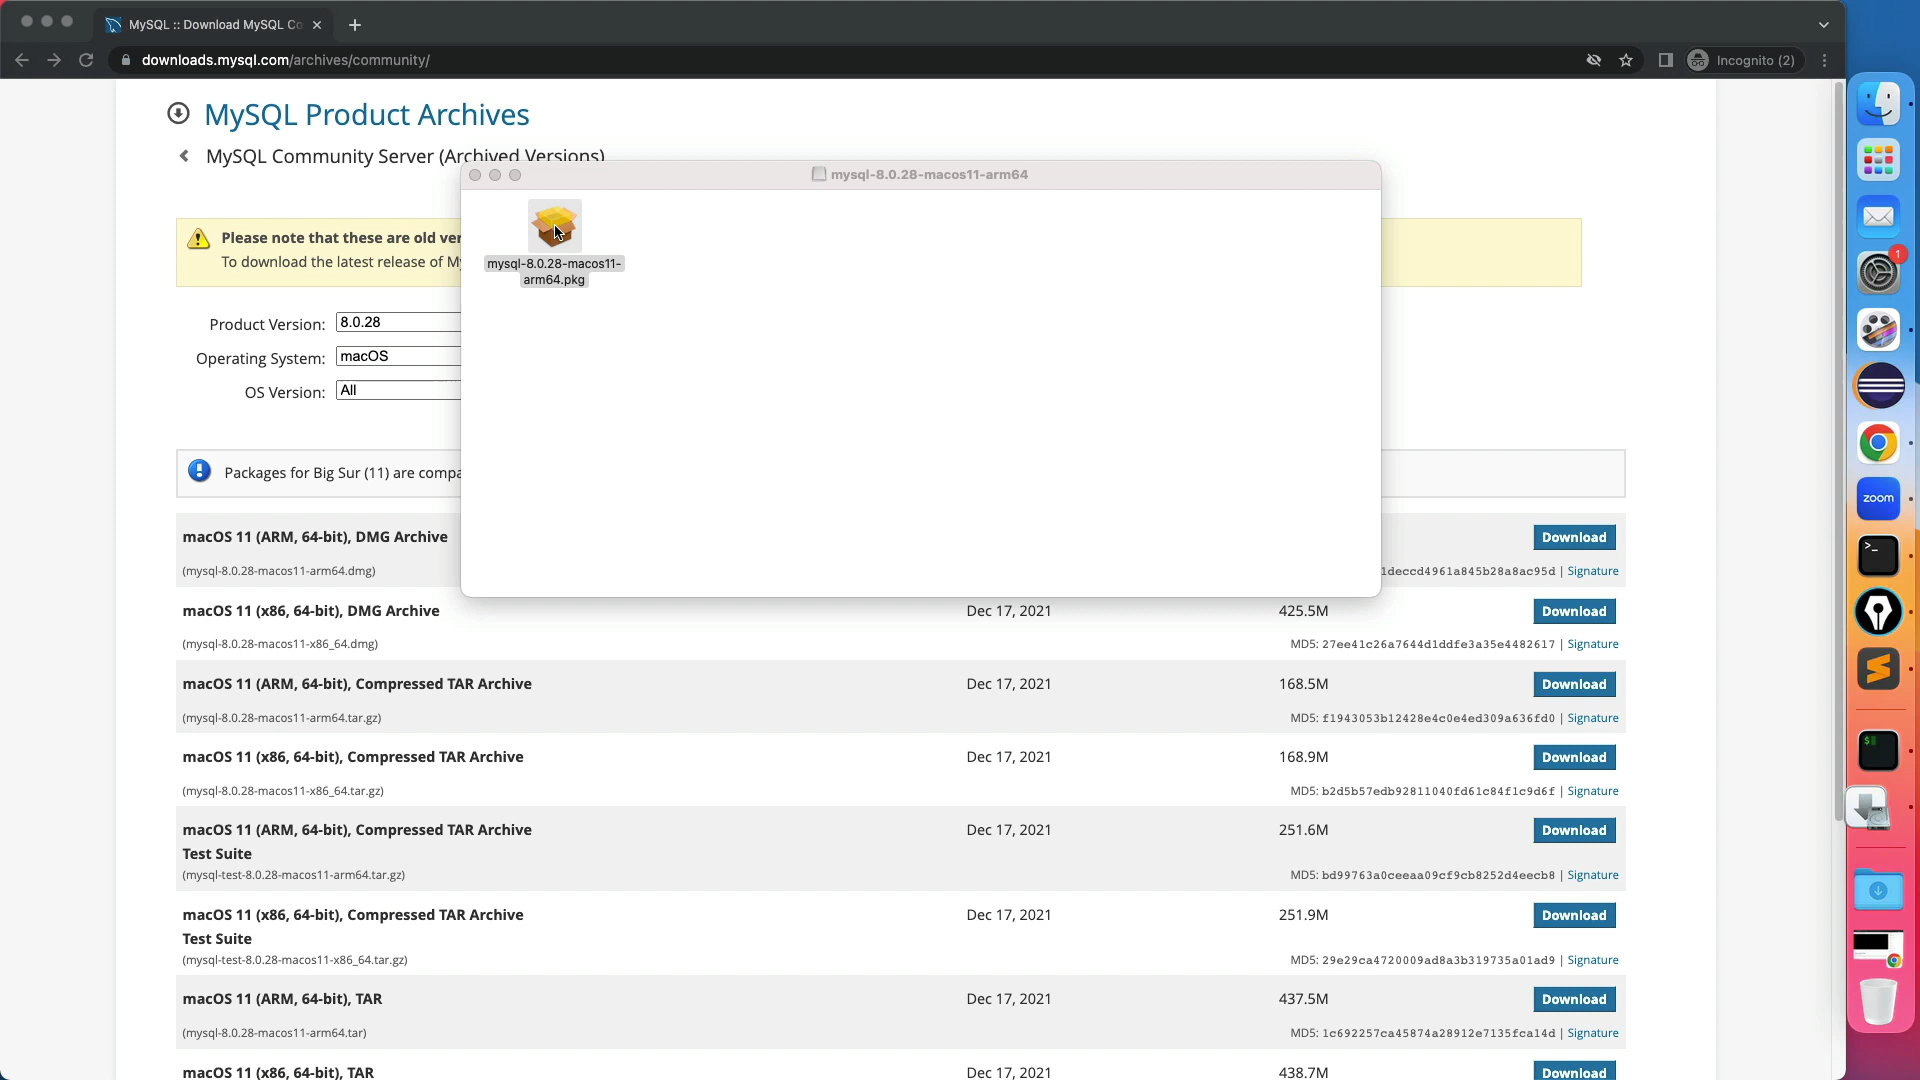 MySQL :: Download MySQL Co
downloads.mysql.com/archives/community/
Incognito (2)
MySQL Product Archives
MySQL Community Server (Archived Versions)
mysql-8.0.28-macos11-arm64
mysql-8.0.28-macos11-
arm64.pkg
Please note that these are old ver
To download the latest release of My
Product Version:
8.0.28
Operating System:
macOS
OS Version:
All
Packages for Big Sur (11) are compa
macOS 11 (ARM, 64-bit), DMG Archive
Download
(mysql-8.0.28-macos11-arm64.dmg)
1deccd4961a845b28a8ac95d | Signature
macOS 11 (x86, 64-bit), DMG Archive
Dec 17, 2021
425.5M
Download
(mysql-8.0.28-macos11-x86_64.dmg)
MD5: 27ee41c26a7644d1ddfe3a35e4482617 | Signature
macOS 11 (ARM, 64-bit), Compressed TAR Archive
Dec 17, 2021
168.5M
Download
(mysql-8.0.28-macos11-arm64.tar.gz)
MD5: f1943053b12428e4c0e4ed309a636fd0 | Signature
macOS 11 (x86, 64-bit), Compressed TAR Archive
Dec 17, 2021
168.9M
Download
(mysql-8.0.28-macos11-x86_64.tar.gz)
MD5: b2d5b57edb92811040fd61c84f1c9d6f | Signature
macOS 11 (ARM, 64-bit), Compressed TAR Archive
Test Suite
Dec 17, 2021
251.6M
Download
(mysql-test-8.0.28-macos11-arm64.tar.gz)
MD5: bd99763a0ceeaa09cf9cb8252d4eecb8 | Signature
macOS 11 (x86, 64-bit), Compressed TAR Archive
Test Suite
Dec 17, 2021
251.9M
Download
(mysql-test-8.0.28-macos11-x86_64.tar.gz)
MD5: 29e29ca4720009ad8a3b319735a01ad9 | Signature
macOS 11 (ARM, 64-bit), TAR
Dec 17, 2021
437.5M
Download
(mysql-8.0.28-macos11-arm64.tar)
MD5: 1c692257ca45874a28912e7135fca14d | Signature
macOS 11 (x86, 64-bit), TAR
Dec 17, 2021
438.7M
Download
1
zoom
>_
$